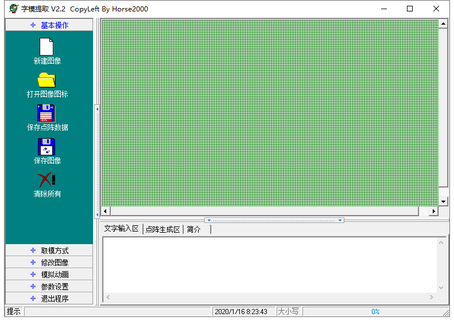 字模提取 V2.2 CopyLeft By Horse2000
基本操作
新建图像
打开图像图标
保存点阵数据
保存图像
清除所有
取模方式
修改图像
模拟动画
参数设置
退出程序
文字输入区 点阵生成区 简介
提示 2020/1/16 8:23:43 大小写 0%